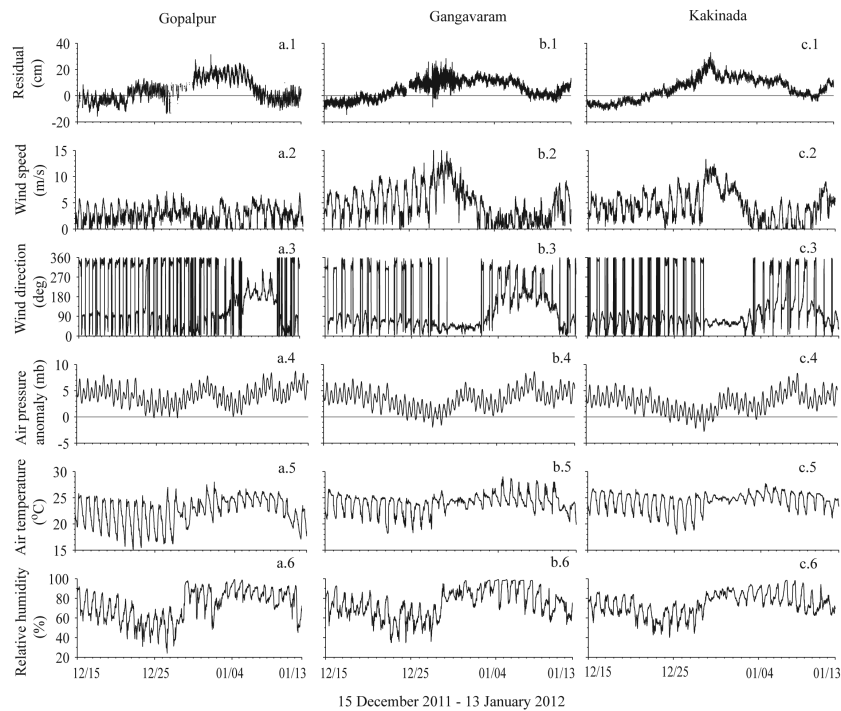 Gopalpur Gangavaram Kakinada
Residual
(cm)
40
20
0
-20
a.1
b.1
c.1
Wind speed
(m/s)
15
10
5
0
a.2
b.2
c.2
Wind direction
(deg)
360
270
180
90
0
a.3
b.3
c.3
Air pressure
anomaly (mb)
10
5
0
-5
a.4
b.4
c.4
Air temperature
(°C)
30
25
20
15
a.5
b.5
c.5
Relative humidity
(%)
100
80
60
40
20
a.6
b.6
c.6
12/15 12/25 01/04 01/13
12/15 12/25 01/04 01/13
12/15 12/25 01/04 01/13
15 December 2011 - 13 January 2012